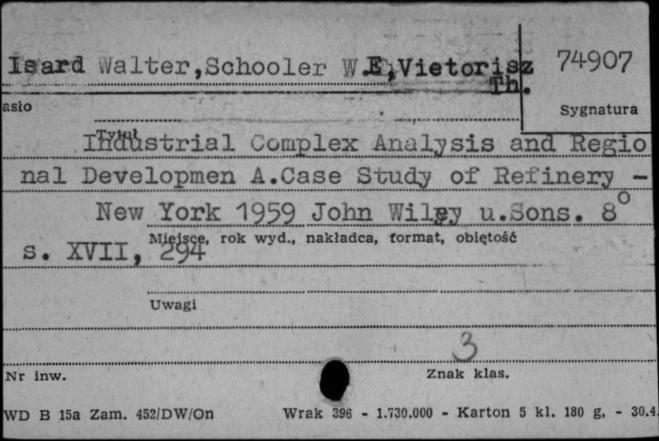 Isard Walter,Schooler W.E,Vietorisz
Th.
74907
asło
Sygnatura
Tytuł
Industrial Complex Analysis and Regio
nal Developmen A.Case Study of Refinery -
New York 1959 John Wiley u.Sons. 8°
Miejsce, rok wyd., nakładca, format, objętość
s. XVII, 294
Uwagi
3
Nr inw.
Znak klas.
WD B 15a Zam. 452/DW/On Wrak 396 - 1.730.000 - Karton 5 kl. 180 g, - 30.4.